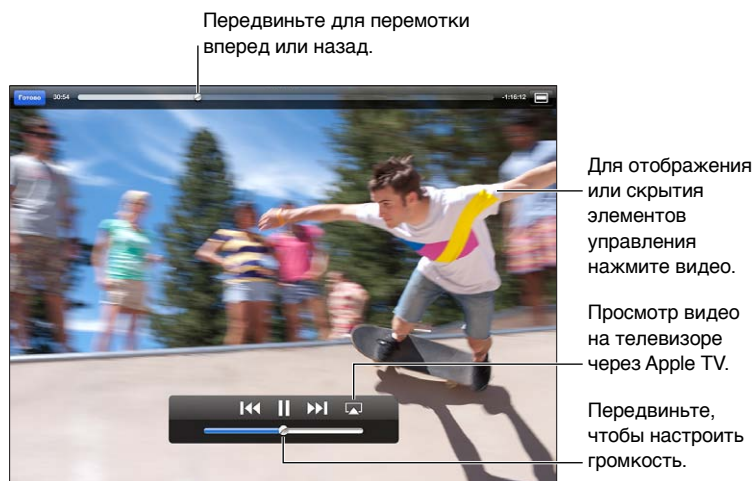 Передвиньте для перемотки
вперед или назад.
Готово 30:54 -1:16:12
Для отображения
или скрытия
элементов
управления
нажмите видео.
Просмотр видео
на телевизоре
через Apple TV.
Передвиньте,
чтобы настроить
громкость.